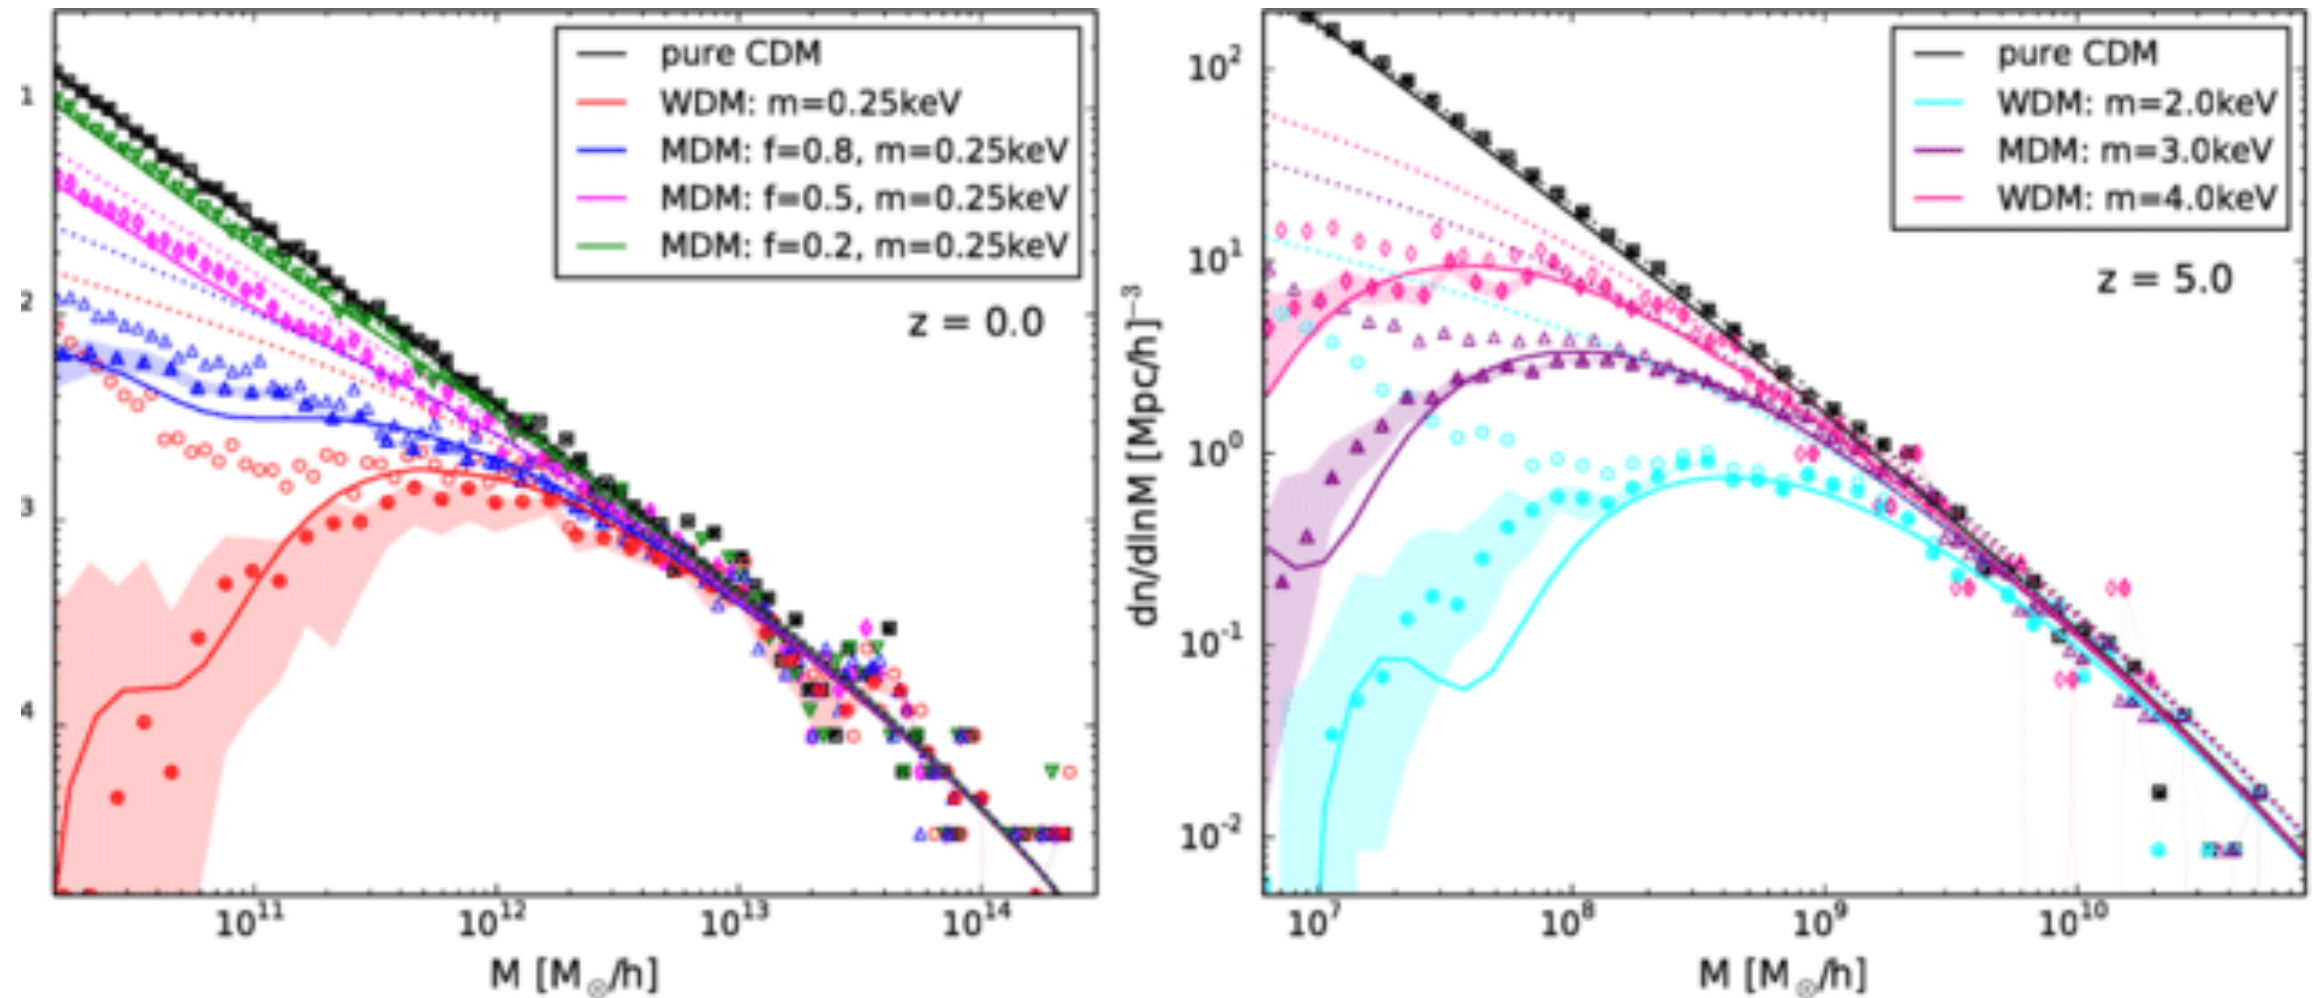 pure CDM
WDM: m=0.25keV
MDM: f=0.8, m=0.25keV
MDM: f=0.5, m=0.25keV
MDM: f=0.2, m=0.25keV
z = 0.0
1
2
3
4
10¹¹
10¹²
10¹³
10¹⁴
M [M☉/h]
pure CDM
WDM: m=2.0keV
MDM: m=3.0keV
WDM: m=4.0keV
z = 5.0
dn/dlnM [Mpc/h]⁻³
10²
10¹
10⁰
10⁻¹
10⁻²
10⁷
10⁸
10⁹
10¹⁰
M [M☉/h]